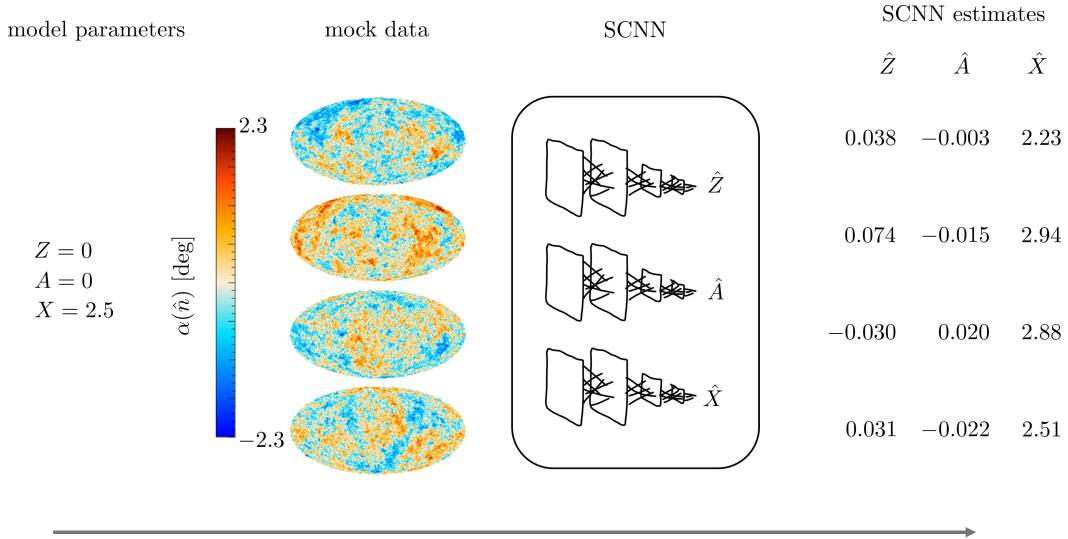 model parameters
mock data
SCNN
SCNN estimates
Ẑ Â X̂
Z = 0
A = 0
X = 2.5
α(n̂) [deg]
2.3
−2.3
Ẑ
Â
X̂
0.038 −0.003 2.23
0.074 −0.015 2.94
−0.030 0.020 2.88
0.031 −0.022 2.51